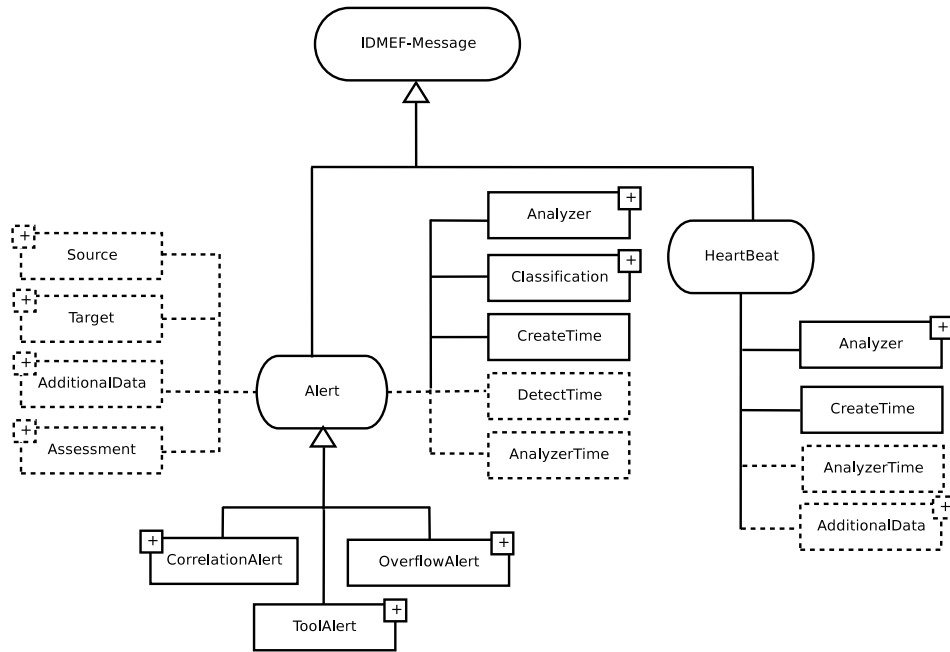 IDMEF-Message
+
Analyzer
+
Source
+
Classification
HeartBeat
+
Target
CreateTime
+
Analyzer
+
AdditionalData
Alert
DetectTime
CreateTime
+
Assessment
AnalyzerTime
AnalyzerTime
+
AdditionalData
+
CorrelationAlert
+
OverflowAlert
+
ToolAlert